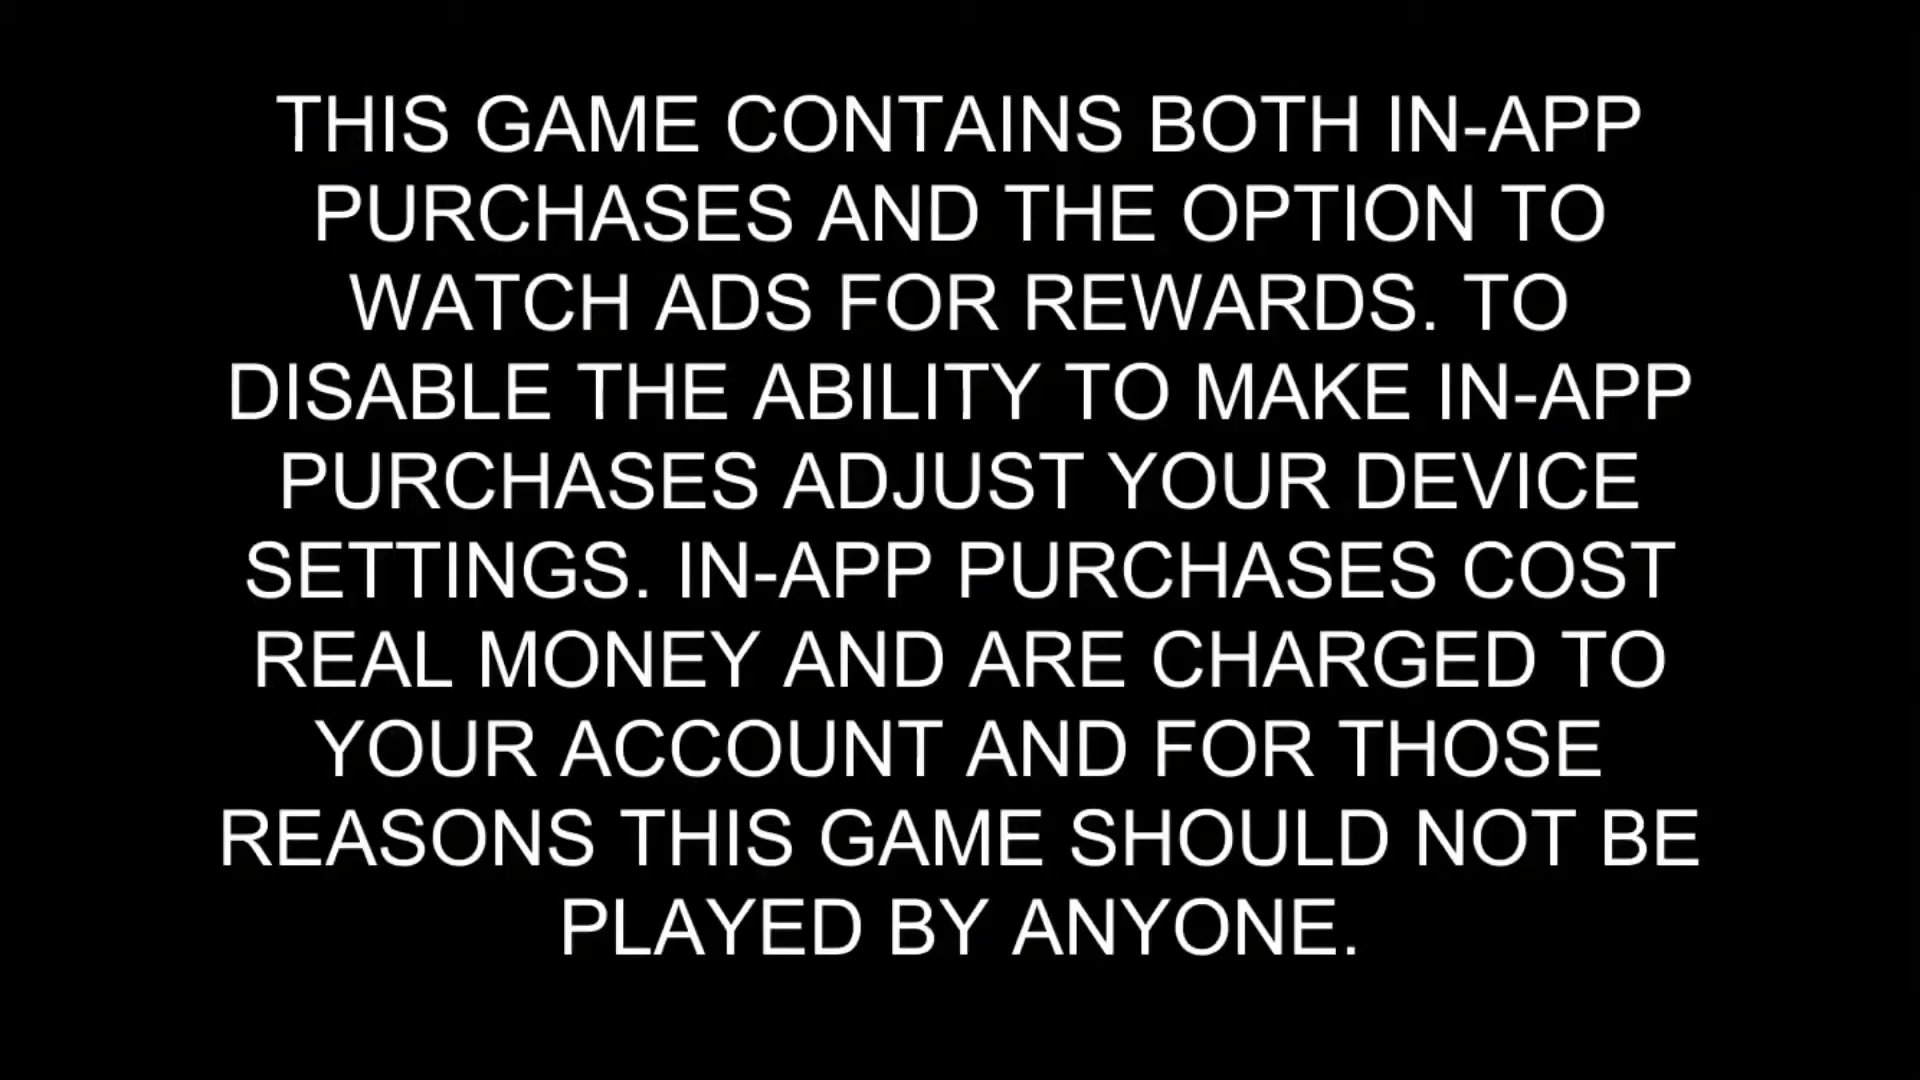 THIS GAME CONTAINS BOTH IN-APP
PURCHASES AND THE OPTION TO
WATCH ADS FOR REWARDS. TO
DISABLE THE ABILITY TO MAKE IN-APP
PURCHASES ADJUST YOUR DEVICE
SETTINGS. IN-APP PURCHASES COST
REAL MONEY AND ARE CHARGED TO
YOUR ACCOUNT AND FOR THOSE
REASONS THIS GAME SHOULD NOT BE
PLAYED BY ANYONE.